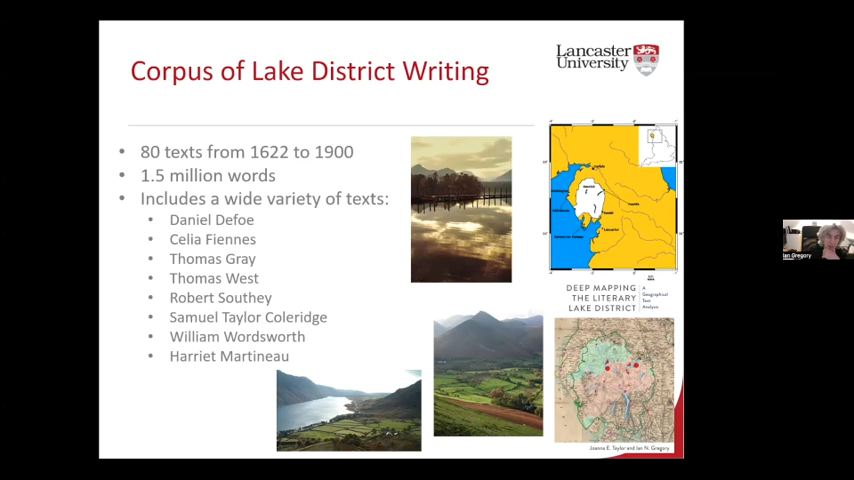 Corpus of Lake District Writing
Lancaster
University
• 80 texts from 1622 to 1900
• 1.5 million words
• Includes a wide variety of texts:
• Daniel Defoe
• Celia Fiennes
• Thomas Gray
• Thomas West
• Robert Southey
• Samuel Taylor Coleridge
• William Wordsworth
• Harriet Martineau
DEEP MAPPING
THE LITERARY
LAKE DISTRICT
A
Geographical
Text
Analysis
Joanna E. Taylor and Ian N. Gregory
Ian Gregory